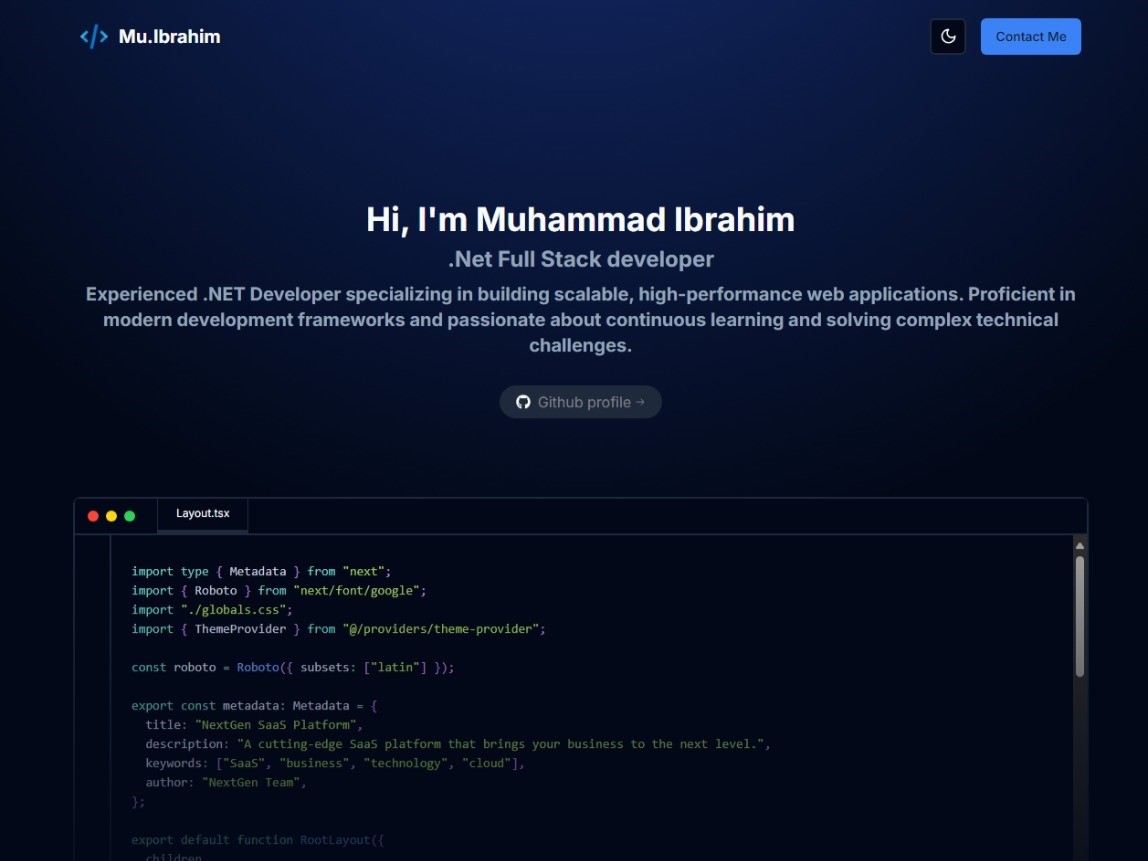 </> Mu.Ibrahim
Contact Me
Hi, I'm Muhammad Ibrahim
.Net Full Stack developer
Experienced .NET Developer specializing in building scalable, high-performance web applications. Proficient in
modern development frameworks and passionate about continuous learning and solving complex technical
challenges.
Github profile →
Layout.tsx
import type { Metadata } from "next";
import { Roboto } from "next/font/google";
import "./globals.css";
import { ThemeProvider } from "@/providers/theme-provider";
const roboto = Roboto({ subsets: ["latin"] });
export const metadata: Metadata = {
  title: "NextGen SaaS Platform",
  description: "A cutting-edge SaaS platform that brings your business to the next level.",
  keywords: ["SaaS", "business", "technology", "cloud"],
  author: "NextGen Team",
};
export default function RootLayout({
  children